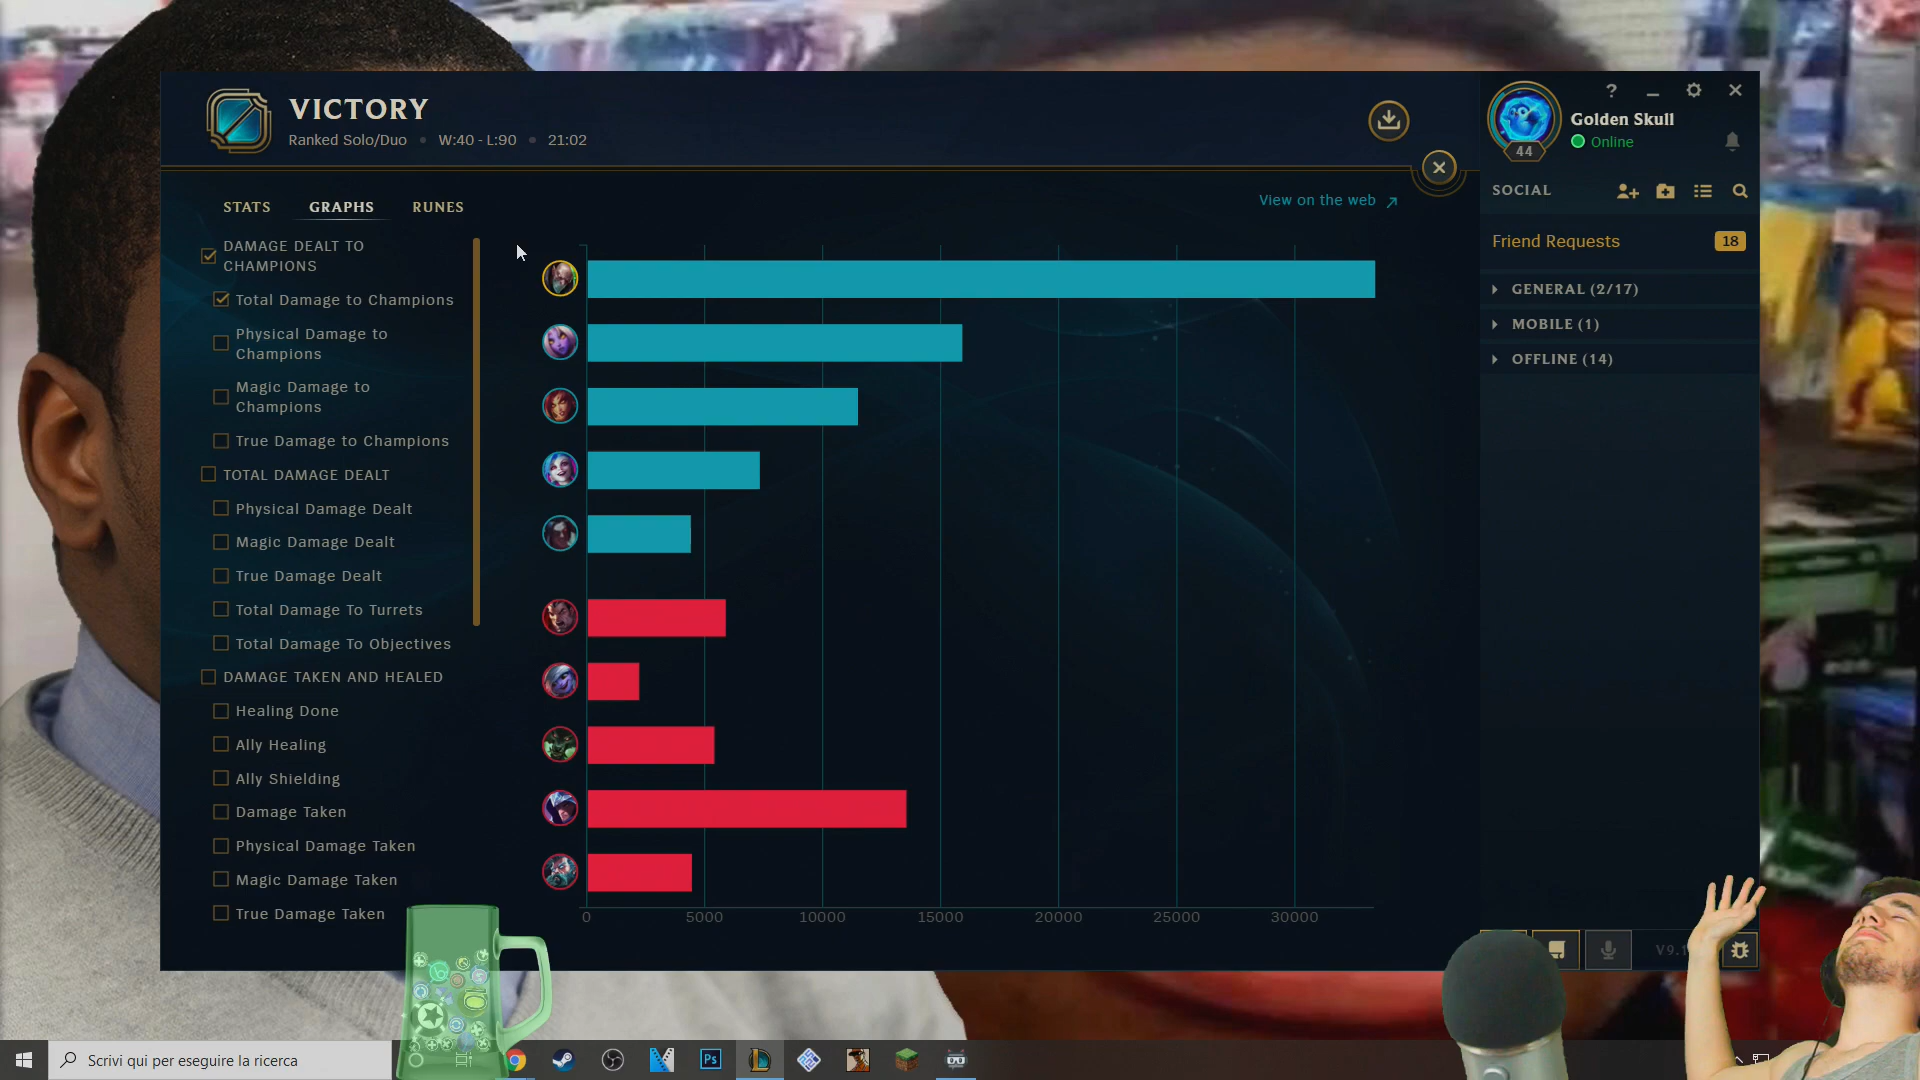 VICTORY
Ranked Solo/Duo • W:40 - L:90 • 21:02
STATS GRAPHS RUNES
View on the web
DAMAGE DEALT TO
CHAMPIONS
Total Damage to Champions
Physical Damage to
Champions
Magic Damage to
Champions
True Damage to Champions
TOTAL DAMAGE DEALT
Physical Damage Dealt
Magic Damage Dealt
True Damage Dealt
Total Damage To Turrets
Total Damage To Objectives
DAMAGE TAKEN AND HEALED
Healing Done
Ally Healing
Ally Shielding
Damage Taken
Physical Damage Taken
Magic Damage Taken
True Damage Taken
0 5000 10000 15000 20000 25000 30000
?
44
Golden Skull
Online
SOCIAL
Friend Requests 18
GENERAL (2/17)
MOBILE (1)
OFFLINE (14)
Scrivi qui per eseguire la ricerca
Ps